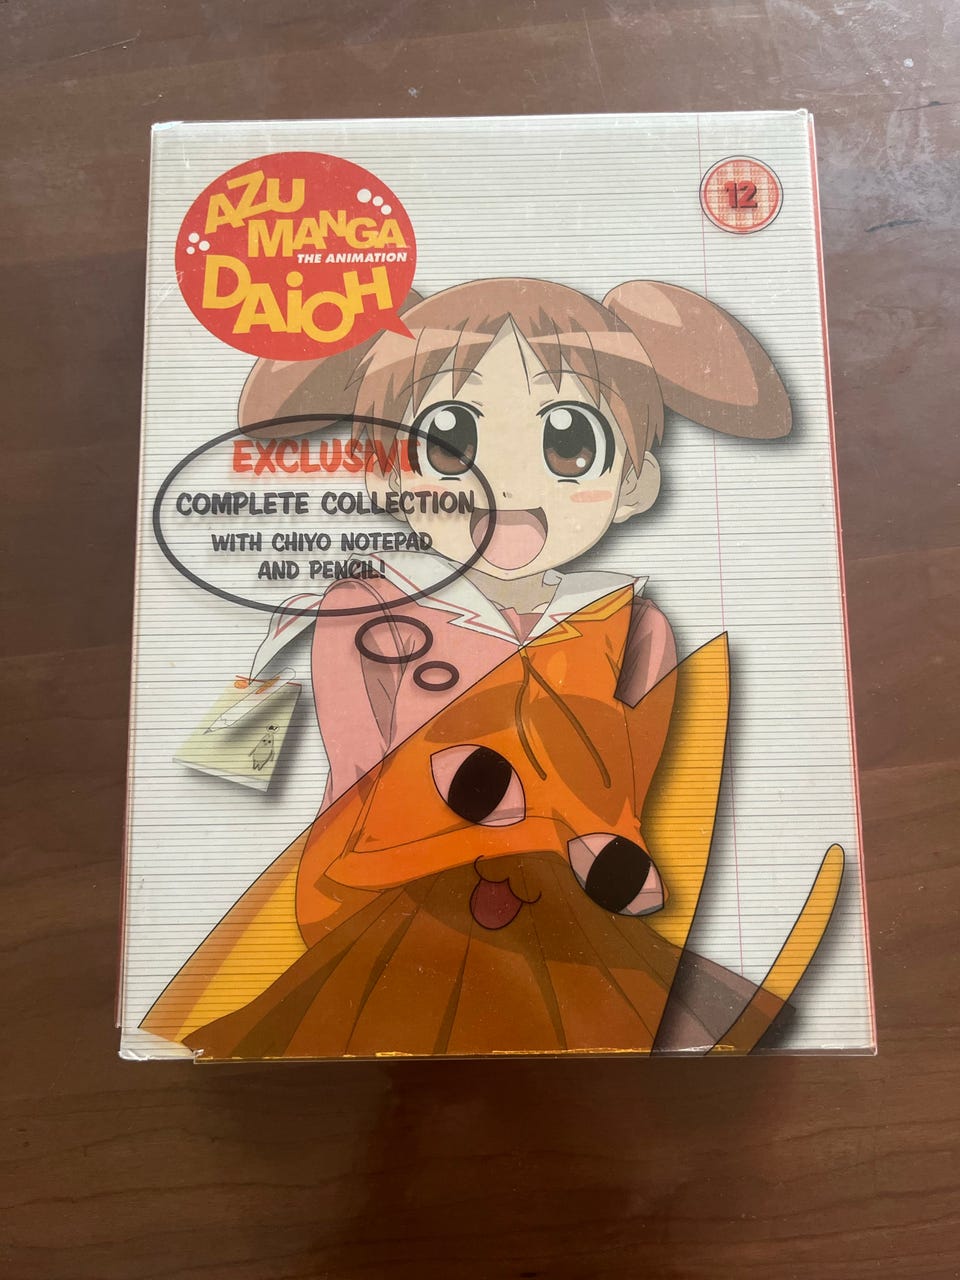 AZU
MANGA
THE ANIMATION
DAIOH
12
EXCLUSIVE
COMPLETE COLLECTION
WITH CHIYO NOTEPAD
AND PENCIL!